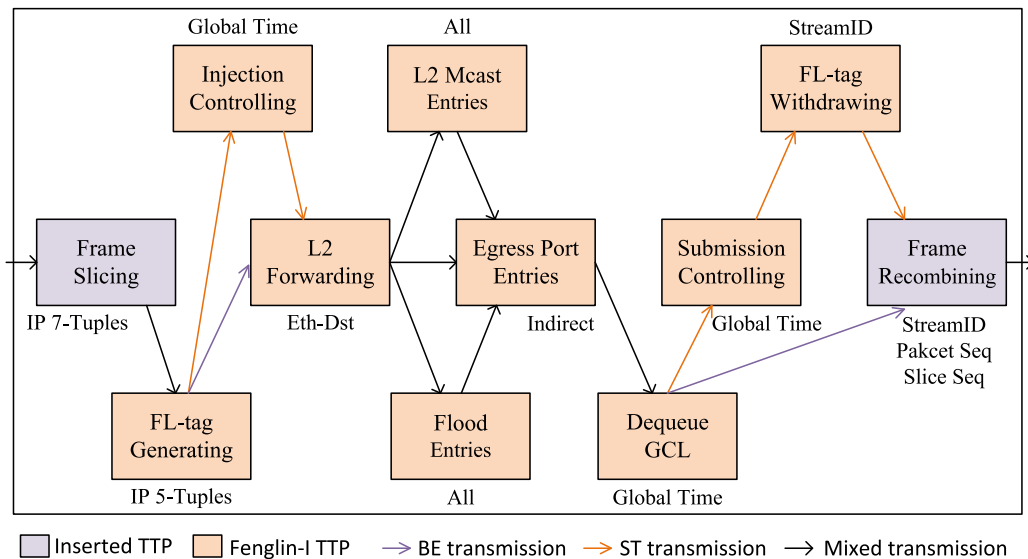 Global Time
All
StreamID
Injection
Controlling
L2 Mcast
Entries
FL-tag
Withdrawing
Frame
Slicing
L2
Forwarding
Egress Port
Entries
Submission
Controlling
Frame
Recombining
IP 7-Tuples
Eth-Dst
Indirect
Global Time
StreamID
Pakcet Seq
Slice Seq
FL-tag
Generating
Flood
Entries
Dequeue
GCL
IP 5-Tuples
All
Global Time
Inserted TTP
Fenglin-I TTP
BE transmission
ST transmission
Mixed transmission